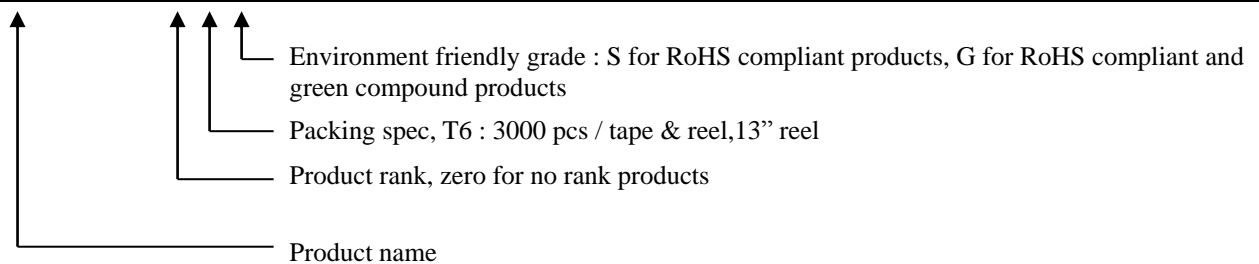 Environment friendly grade : S for RoHS compliant products, G for RoHS compliant and
green compound products
Packing spec, T6 : 3000 pcs / tape & reel,13” reel
Product rank, zero for no rank products
Product name